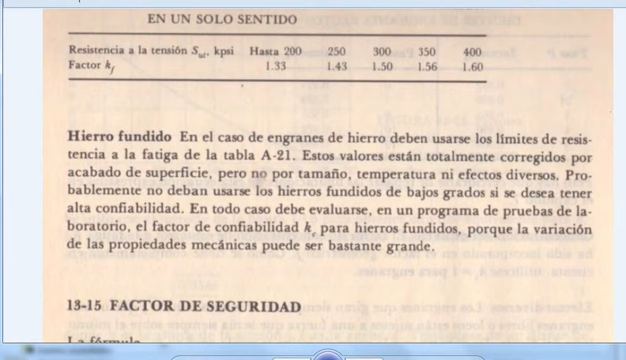 EN UN SOLO SENTIDO
Resistencia a la tensión Sut, kpsi Hasta 200 250 300 350 400
Factor kf 1.33 1.43 1.50 1.56 1.60
Hierro fundido En el caso de engranes de hierro deben usarse los límites de resis-
tencia a la fatiga de la tabla A-21. Estos valores están totalmente corregidos por
acabado de superficie, pero no por tamaño, temperatura ni efectos diversos. Pro-
bablemente no deban usarse los hierros fundidos de bajos grados si se desea tener
alta confiabilidad. En todo caso debe evaluarse, en un programa de pruebas de la-
boratorio, el factor de confiabilidad kc para hierros fundidos, porque la variación
de las propiedades mecánicas puede ser bastante grande.
13-15 FACTOR DE SEGURIDAD
La fórmula